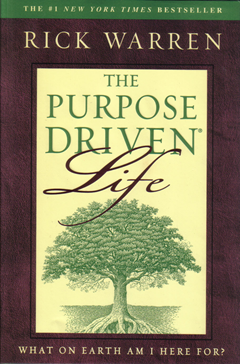 THE #1 NEW YORK TIMES BESTSELLER
RICK WARREN
THE
PURPOSE
DRIVEN®
Life
WHAT ON EARTH AM I HERE FOR?